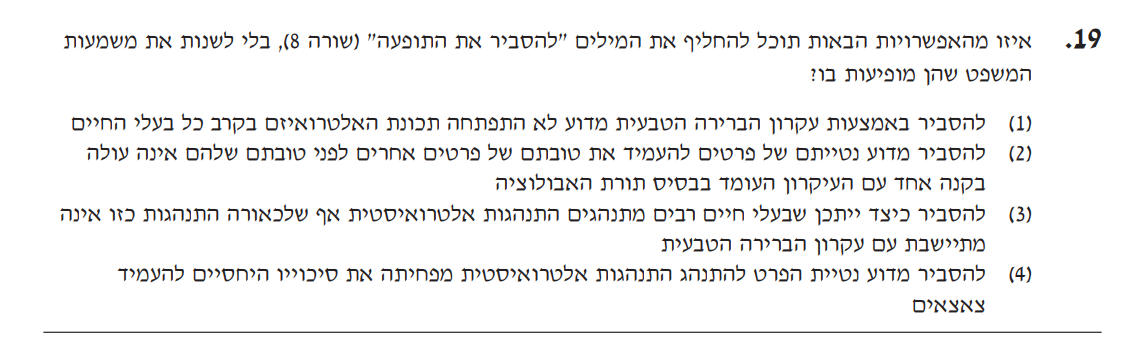 19. איזו מהאפשרויות הבאות תוכל להחליף את המילים "להסביר את התופעה" (שורה 8), בלי לשנות את משמעות
המשפט שהן מופיעות בו?
(1) להסביר באמצעות עקרון הברירה הטבעית מדוע לא התפתחה תכונת האלטרואיזם בקרב כל בעלי החיים
(2) להסביר מדוע נטייתם של פרטים להעמיד את טובתם של פרטים אחרים לפני טובתם שלהם אינה עולה
בקנה אחד עם העיקרון העומד בבסיס תורת האבולוציה
(3) להסביר כיצד ייתכן שבעלי חיים רבים מתנהגים התנהגות אלטרואיסטית אף שלכאורה התנהגות כזו אינה
מתיישבת עם עקרון הברירה הטבעית
(4) להסביר מדוע נטיית הפרט להתנהג התנהגות אלטרואיסטית מפחיתה את סיכוייו היחסיים להעמיד
צאצאים